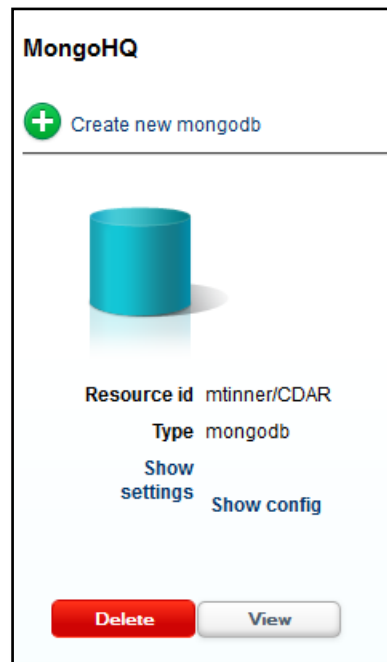 MongoHQ
Create new mongodb
Resource id mtinner/CDAR
Type mongodb
Show
settings
Show config
Delete View